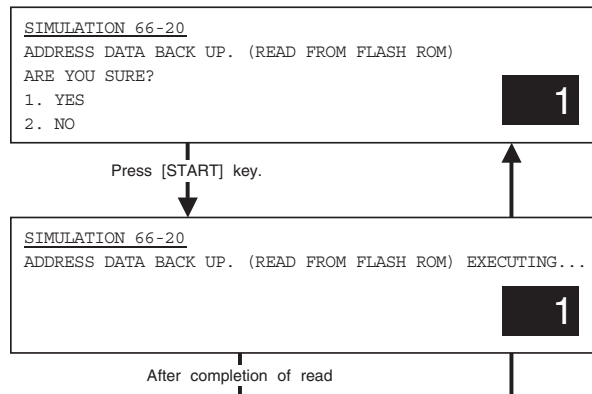 SIMULATION 66-20
ADDRESS DATA BACK UP. (READ FROM FLASH ROM)
ARE YOU SURE?
1. YES
2. NO
1
Press [START] key.
SIMULATION 66-20
ADDRESS DATA BACK UP. (READ FROM FLASH ROM) EXECUTING...
1
After completion of read